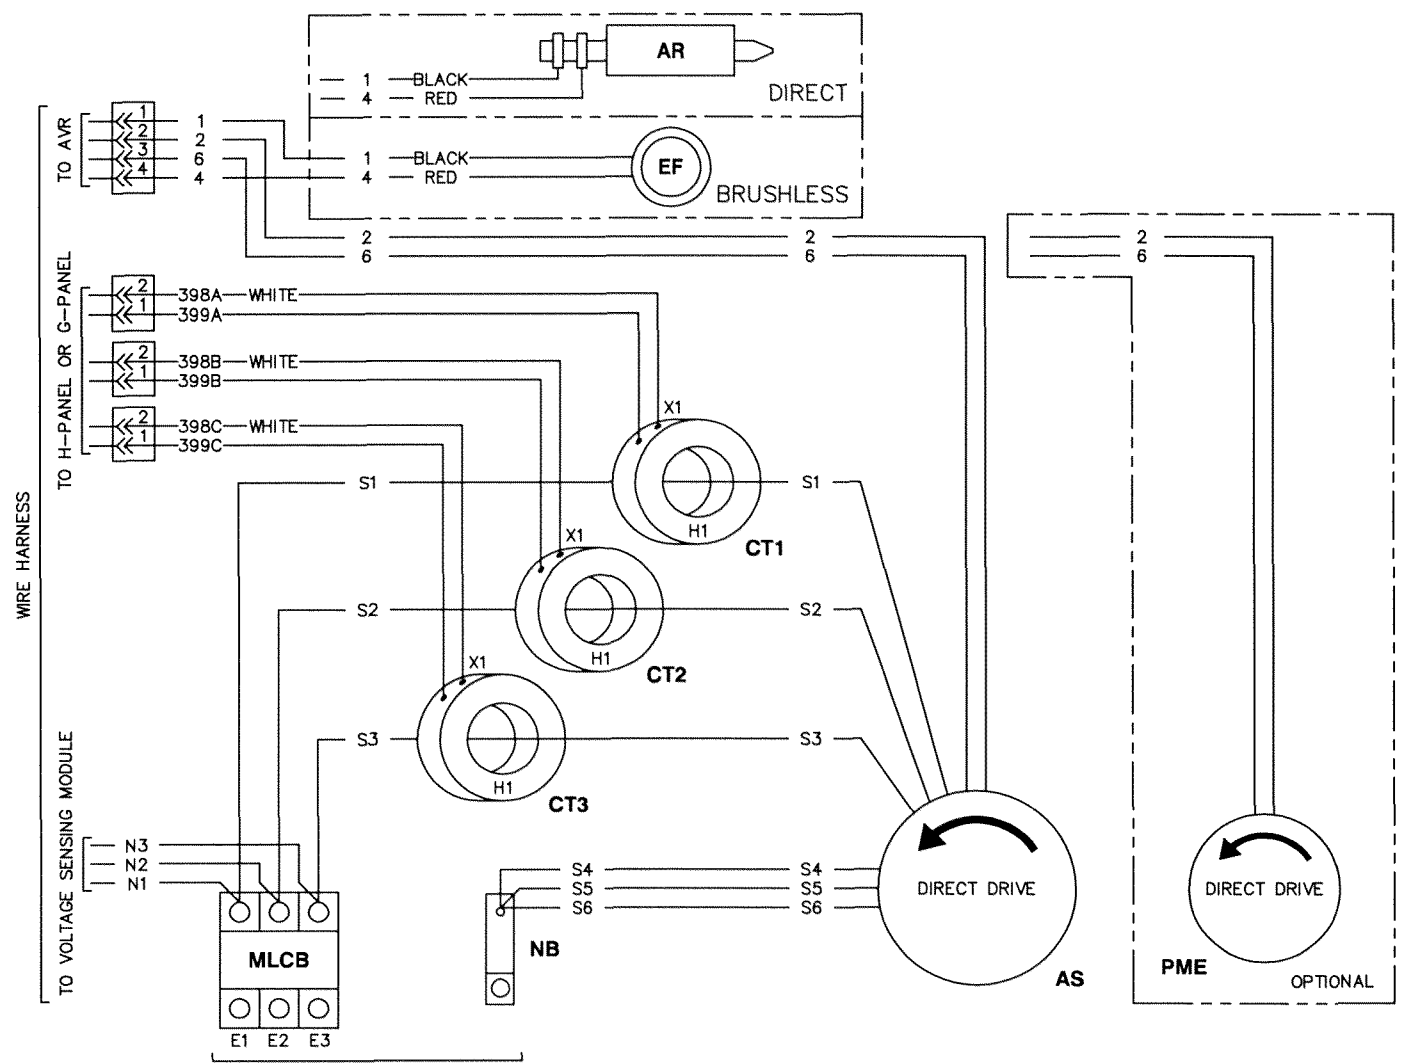 AR
1 BLACK
4 RED
DIRECT
TO AVR
1 1
2 2
3 6
4 4
1 BLACK
4 RED
EF
BRUSHLESS
2 2
6 6
2
6
TO H-PANEL OR G-PANEL
2 398A WHITE
1 399A
2 398B WHITE
1 399B
2 398C WHITE
1 399C
X1
S1 S1
H1
CT1
X1
S2 S2
H1
CT2
X1
S3 S3
H1
CT3
WIRE HARNESS
TO VOLTAGE SENSING MODULE
N3
N2
N1
MLCB
E1 E2 E3
S4 S4
S5 S5
S6 S6
NB
DIRECT DRIVE
AS
DIRECT DRIVE
PME
OPTIONAL